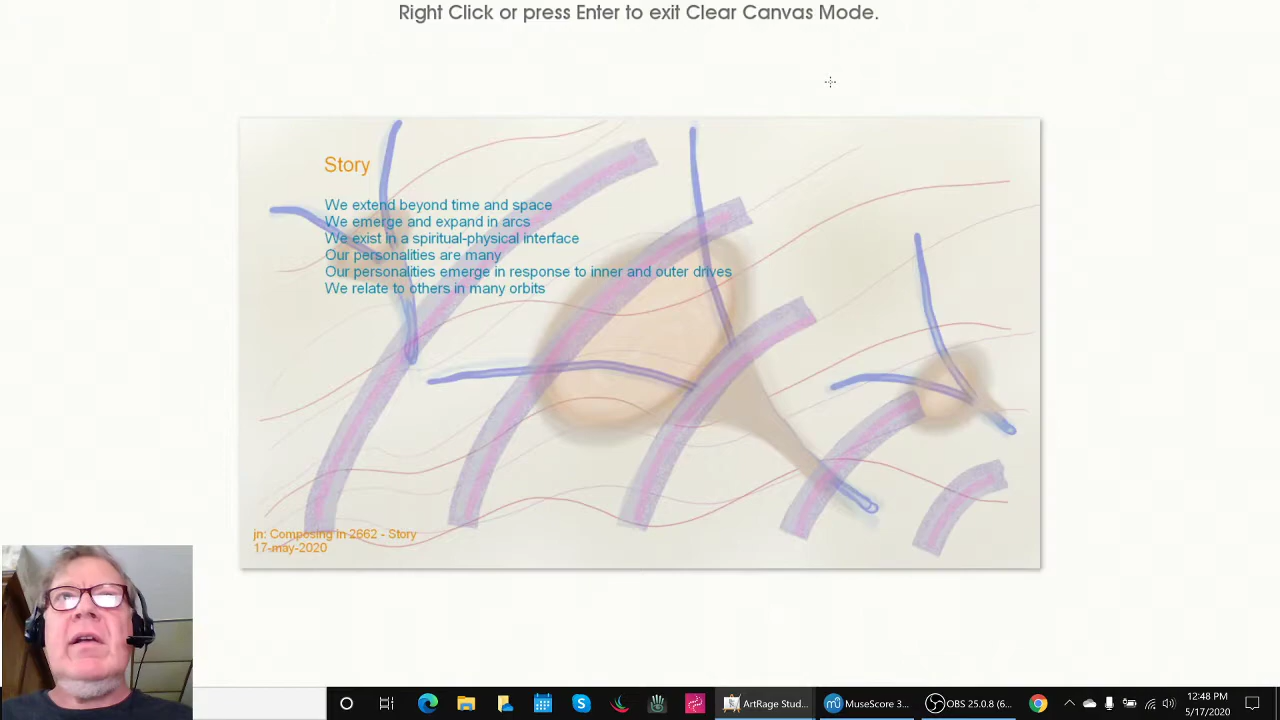 Right Click or press Enter to exit Clear Canvas Mode.
Story
We extend beyond time and space
We emerge and expand in arcs
We exist in a spiritual-physical interface
Our personalities are many
Our personalities emerge in response to inner and outer drives
We relate to others in many orbits
jn: Composing in 2662 - Story
17-may-2020
ArtRage Stud...
MuseScore 3...
OBS 25.0.8 (6...
12:48 PM
5/17/2020